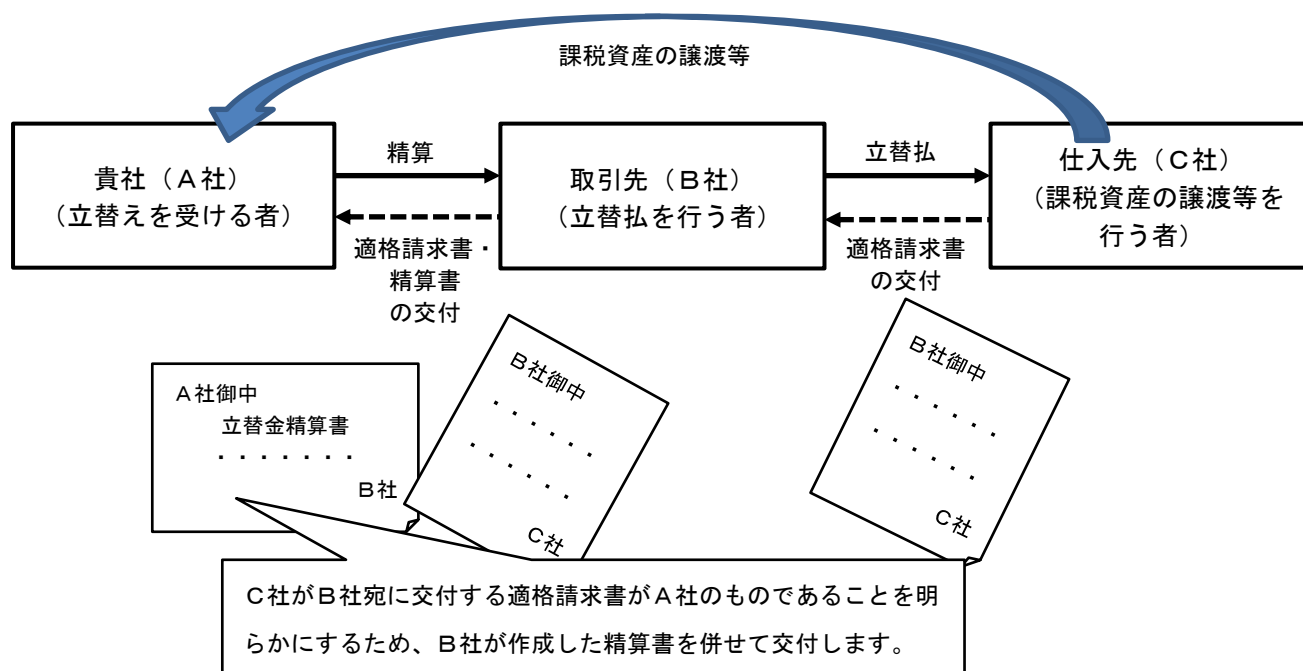 課税資産の譲渡等
貴社（Ａ社）
（立替えを受ける者）
精算
適格請求書・
精算書
の交付
取引先（Ｂ社）
（立替払を行う者）
立替払
適格請求書
の交付
仕入先（Ｃ社）
（課税資産の譲渡等を
行う者）
Ａ社御中
立替金精算書
・・・・・・・
Ｂ社
Ｂ社御中
・・・・・・
・・・・・・
Ｃ社
Ｂ社御中
・・・・・・
・・・・・・
Ｃ社
Ｃ社がＢ社宛に交付する適格請求書がＡ社のものであることを明
らかにするため、Ｂ社が作成した精算書を併せて交付します。